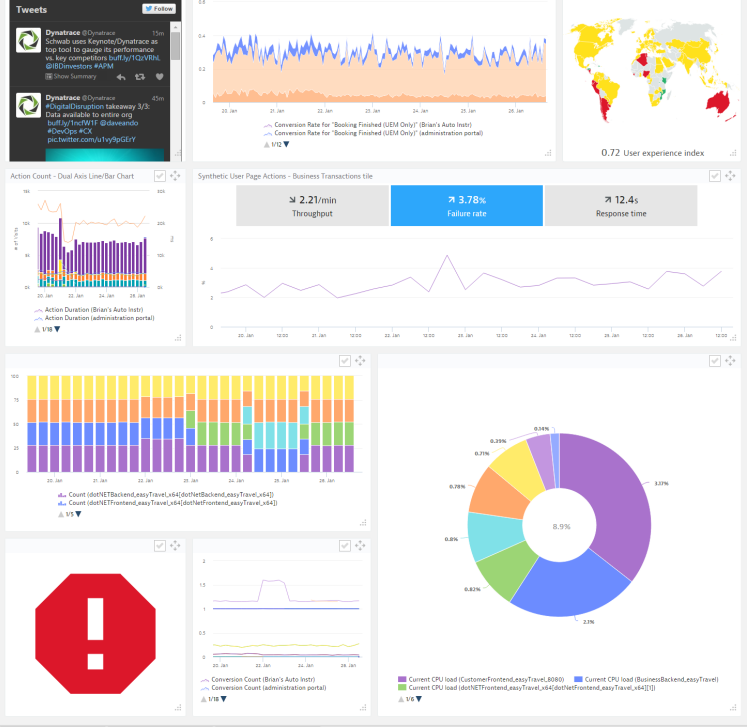 Tweets
Follow
Dynatrace @Dynatrace 15m
Schwab uses Keynote/Dynatrace as
top tool to gauge its performance
vs. key competitors buff.ly/1QzVRhL
@IBDinvestors #APM
Show Summary
Dynatrace @Dynatrace 45m
#DigitalDisruption takeaway 3/3:
Data available to entire org
buff.ly/1ncfW1F @daveando
#DevOps #CX
pic.twitter.com/u1vy9pGErY
0.4
0.2
0
20. Jan 21. Jan 22. Jan 23. Jan 24. Jan 25. Jan 26. Jan
Conversion Rate for "Booking Finished (UEM Only)" (Brian's Auto Instr)
Conversion Rate for "Booking Finished (UEM Only)" (administration portal)
1/12
0.72 User experience index
Action Count - Dual Axis Line/Bar Chart
# of Visits
20. Jan 22. Jan 24. Jan 26. Jan
Action Duration (Brian's Auto Instr)
Action Duration (administration portal)
1/18
Synthetic User Page Actions - Business Transactions tile
2.21/min
Throughput
3.78%
Failure rate
12.4s
Response time
6
4
2
0
%
20. Jan 12:00 21. Jan 12:00 22. Jan 12:00 23. Jan 12:00 24. Jan 12:00 25. Jan 12:00 26. Jan 12:00
100
75
50
25
0
20. Jan 21. Jan 22. Jan 23. Jan 24. Jan 25. Jan 26. Jan
Count (dotNETBackend_easyTravel_x64[dotNetBackend_easyTravel_x64])
Count (dotNETFrontend_easyTravel_x64[dotNetFrontend_easyTravel_x64])
1/5
0.14%
0.39%
0.71%
0.78%
0.8%
0.82%
2.1%
8.9%
Current CPU load (CustomerFrontend_easyTravel_8080)
Current CPU load (BusinessBackend_easyTravel)
Current CPU load (dotNETFrontend_easyTravel_x64[dotNetFrontend_easyTravel_x64][1])
1/6
2
1.5
1
0.5
0
20. Jan 22. Jan 24. Jan 26. Jan
Conversion Count (Brian's Auto Instr)
Conversion Count (administration portal)
1/18